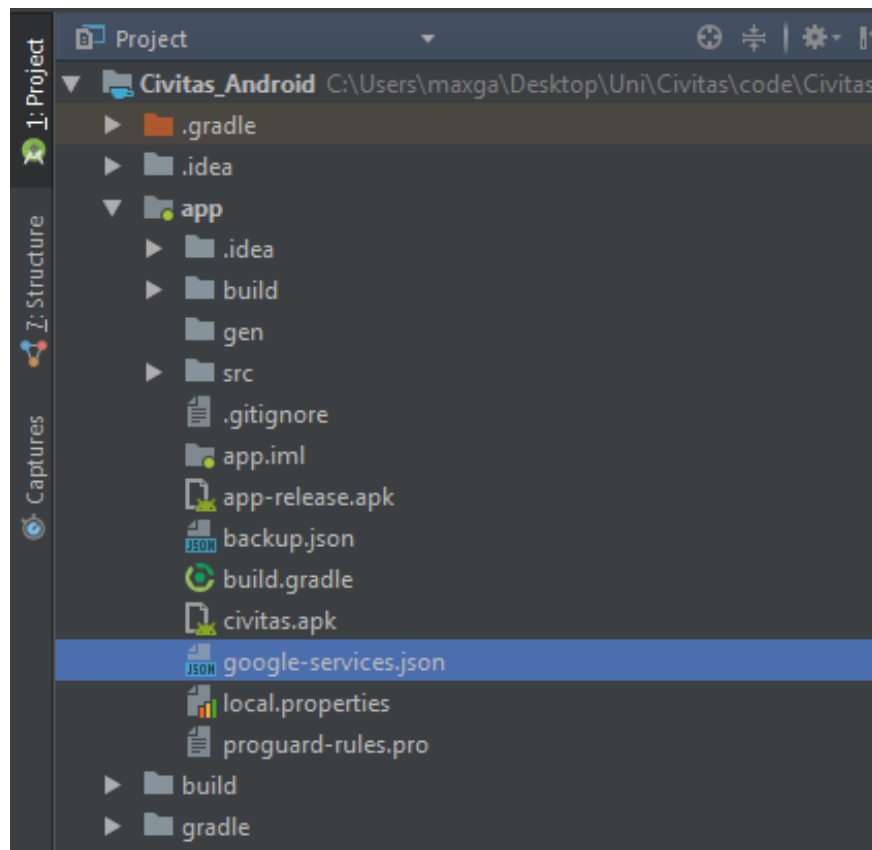 Project
Civitas_Android C:\Users\maxga\Desktop\Uni\Civitas\code\Civitas
.gradle
.idea
app
.idea
build
gen
src
.gitignore
app.iml
app-release.apk
JSON backup.json
build.gradle
civitas.apk
JSON google-services.json
local.properties
proguard-rules.pro
build
gradle
1: Project
7: Structure
Captures